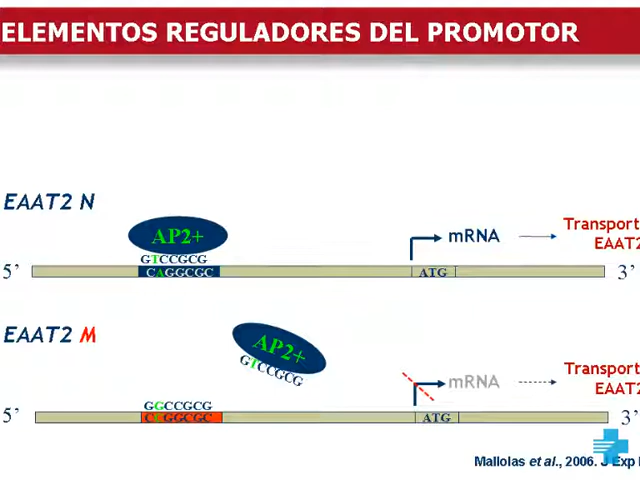 ELEMENTOS REGULADORES DEL PROMOTOR
EAAT2 N
AP2+
GTCCGCG
CAGGCGC
mRNA
Transport
EAAT2
5’
ATG
3’
EAAT2 M
AP2+
GTCCGCG
mRNA
Transport
EAAT2
GGCCGCG
5’
ATG
3’
Mallolas et al., 2006. J Exp